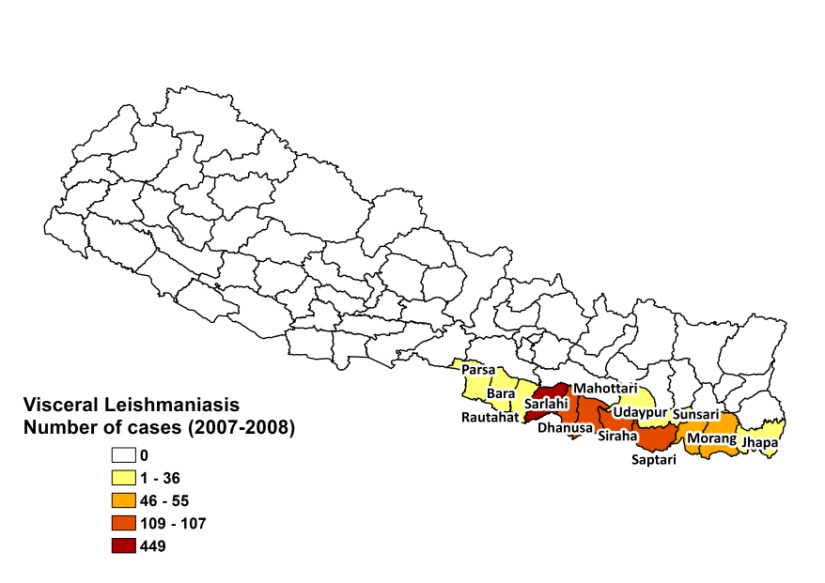 Parsa
Bara
Rautahat
Sarlahi
Mahottari
Dhanusa
Siraha
Udaypur
Saptari
Sunsari
Morang
Jhapa
Visceral Leishmaniasis
Number of cases (2007-2008)
0
1 - 36
46 - 55
109 - 107
449